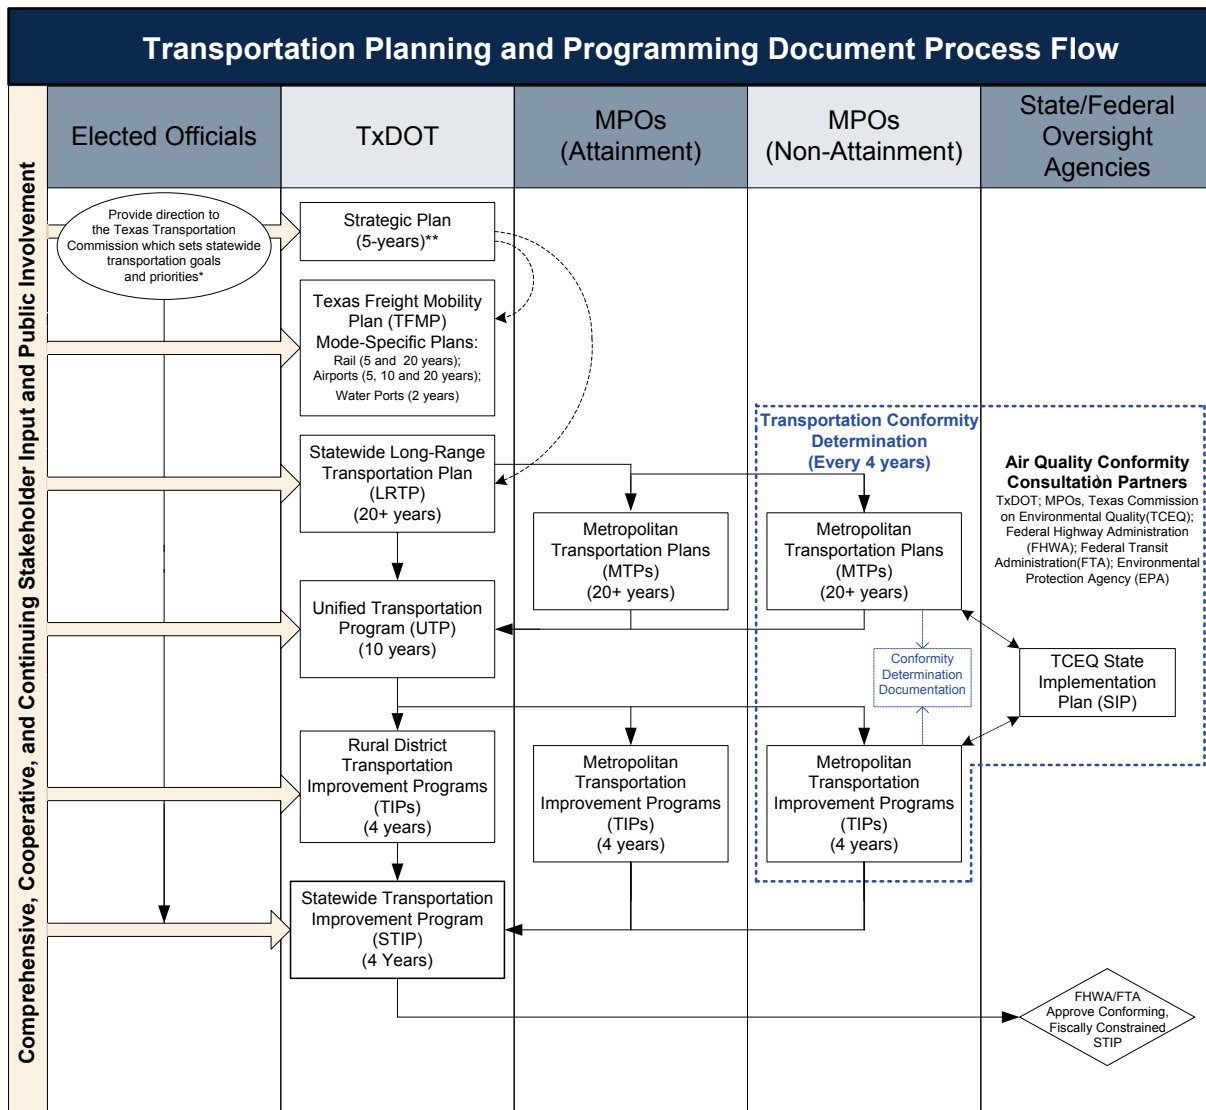 Transportation Planning and Programming Document Process Flow
Comprehensive, Cooperative, and Continuing Stakeholder Input and Public Involvement
Elected Officials
TxDOT
MPOs
(Attainment)
MPOs
(Non-Attainment)
State/Federal
Oversight
Agencies
Provide direction to
the Texas Transportation
Commission which sets statewide
transportation goals
and priorities*
Strategic Plan
(5-years)**
Texas Freight Mobility
Plan (TFMP)
Mode-Specific Plans:
Rail (5 and 20 years);
Airports (5, 10 and 20 years);
Water Ports (2 years)
Statewide Long-Range
Transportation Plan
(LRTP)
(20+ years)
Metropolitan
Transportation Plans
(MTPs)
(20+ years)
Transportation Conformity
Determination
(Every 4 years)
Metropolitan
Transportation Plans
(MTPs)
(20+ years)
Air Quality Conformity
Consultation Partners
TxDOT; MPOs, Texas Commission
on Environmental Quality(TCEQ);
Federal Highway Administration
(FHWA); Federal Transit
Administration(FTA); Environmental
Protection Agency (EPA)
Unified Transportation
Program (UTP)
(10 years)
Conformity
Determination
Documentation
TCEQ State
Implementation
Plan (SIP)
Rural District
Transportation
Improvement Programs
(TIPs)
(4 years)
Metropolitan
Transportation
Improvement Programs
(TIPs)
(4 years)
Metropolitan
Transportation
Improvement Programs
(TIPs)
(4 years)
Statewide Transportation
Improvement Program
(STIP)
(4 Years)
FHWA/FTA
Approve Conforming,
Fiscally Constrained
STIP